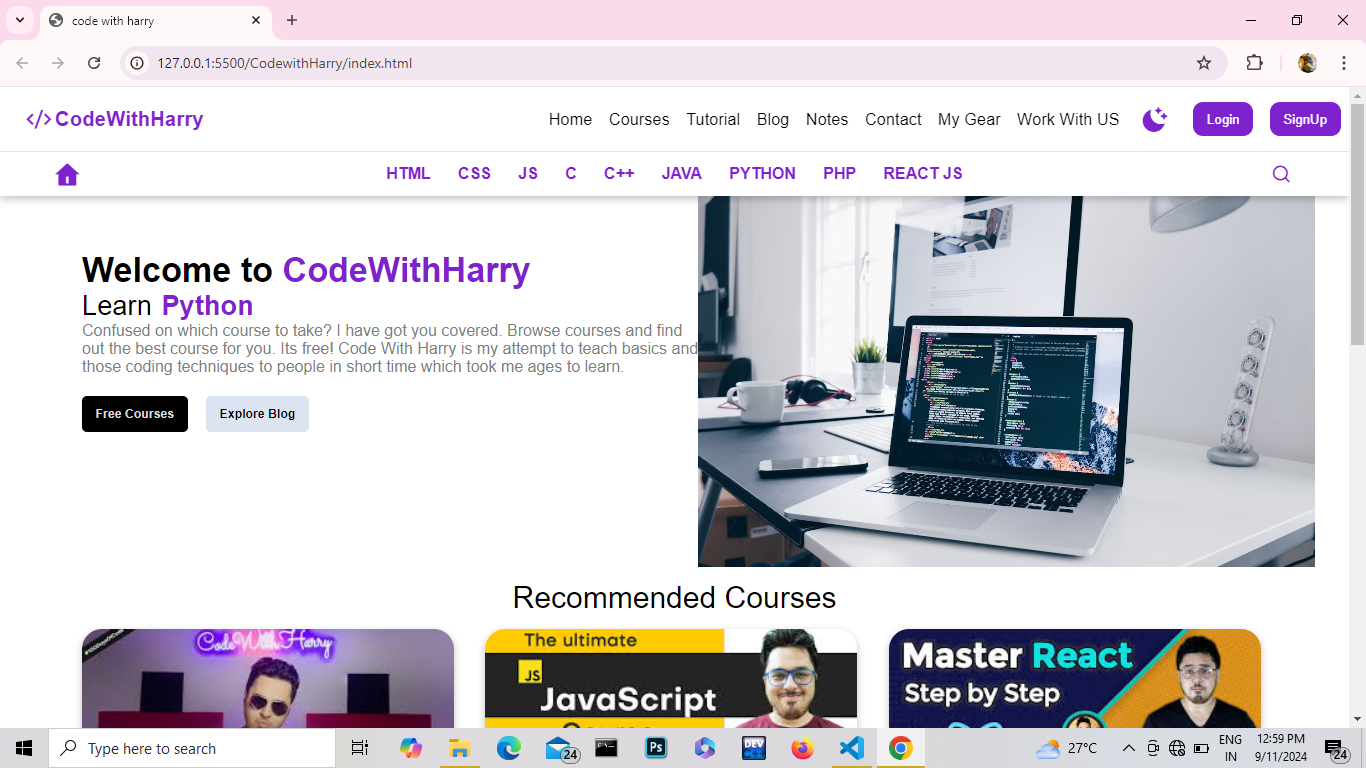 code with harry
127.0.0.1:5500/CodewithHarry/index.html
</>CodeWithHarry
Home Courses Tutorial Blog Notes Contact My Gear Work With US Login SignUp
HTML CSS JS C C++ JAVA PYTHON PHP REACT JS
Welcome to CodeWithHarry
Learn Python
Confused on which course to take? I have got you covered. Browse courses and find
out the best course for you. Its free! Code With Harry is my attempt to teach basics and
those coding techniques to people in short time which took me ages to learn.
Free Courses Explore Blog
Recommended Courses
CodeWithHarry
The ultimate
JS
JavaScript
Master React
Step by Step
Type here to search
24
Ps
DEV
27°C
ENG
IN
12:59 PM
9/11/2024
24